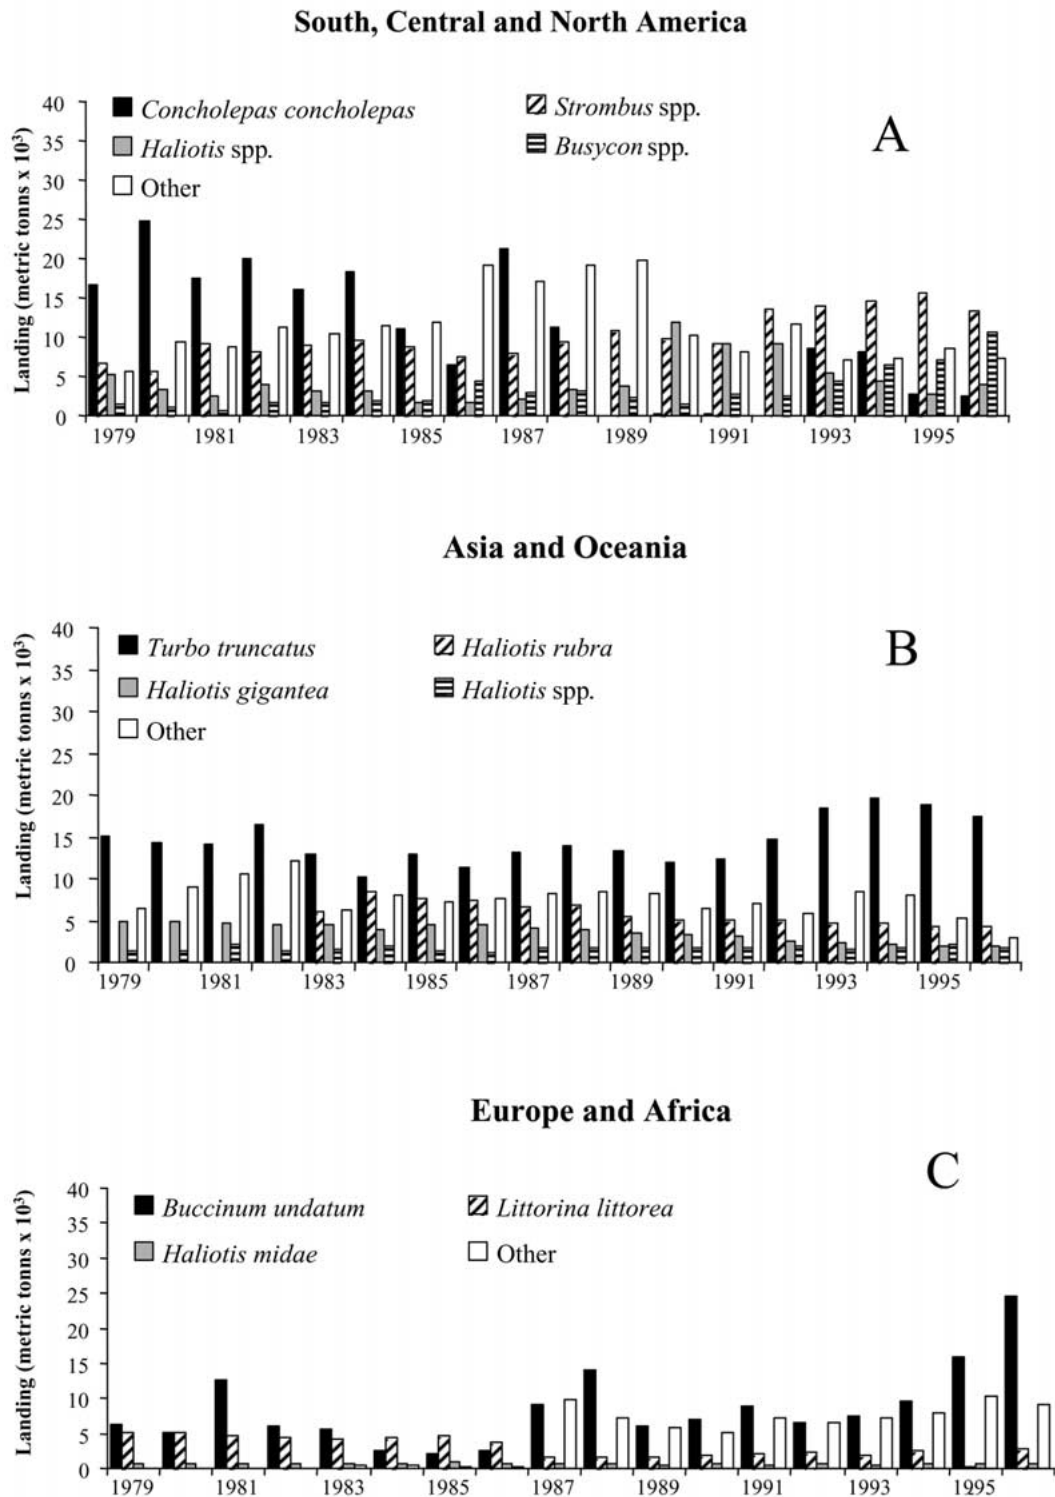 South, Central and North America
Landing (metric tonns x 10³)
40
35
30
25
20
15
10
5
0
Concholepas concholepas
Strombus spp.
Haliotis spp.
Busycon spp.
Other
A
1979 1981 1983 1985 1987 1989 1991 1993 1995
Asia and Oceania
Landing (metric tonns x 10³)
40
35
30
25
20
15
10
5
0
Turbo truncatus
Haliotis rubra
Haliotis gigantea
Haliotis spp.
Other
B
1979 1981 1983 1985 1987 1989 1991 1993 1995
Europe and Africa
Landing (metric tonns x 10³)
40
35
30
25
20
15
10
5
0
Buccinum undatum
Littorina littorea
Haliotis midae
Other
C
1979 1981 1983 1985 1987 1989 1991 1993 1995